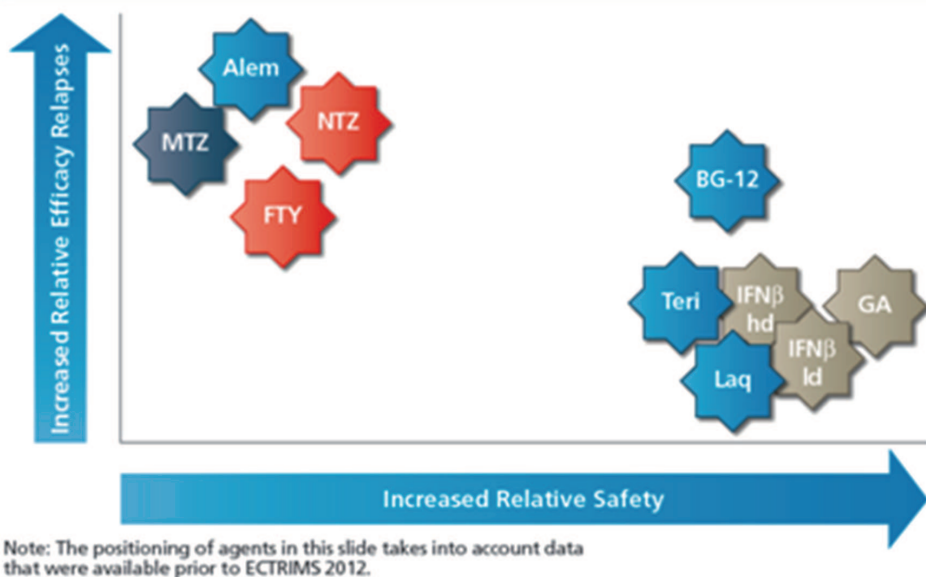 Increased Relative Efficacy Relapses
Alem
MTZ
NTZ
FTY
BG-12
Teri
IFNβ
hd
GA
IFNβ
ld
Laq
Increased Relative Safety
Note: The positioning of agents in this slide takes into account data
that were available prior to ECTRIMS 2012.